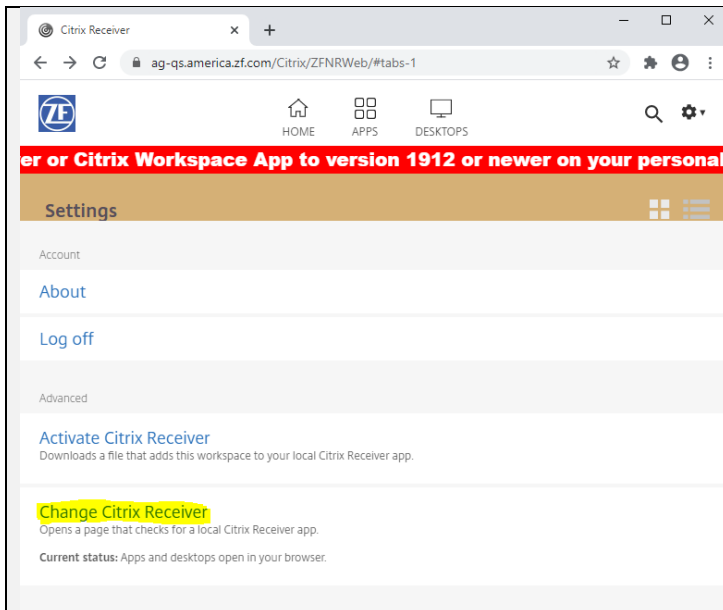 Citrix Receiver
ag-qs.america.zf.com/Citrix/ZFNRWeb/#tabs-1
ZF
HOME APPS DESKTOPS
er or Citrix Workspace App to version 1912 or newer on your personal
Settings
Account
About
Log off
Advanced
Activate Citrix Receiver
Downloads a file that adds this workspace to your local Citrix Receiver app.
Change Citrix Receiver
Opens a page that checks for a local Citrix Receiver app.
Current status: Apps and desktops open in your browser.